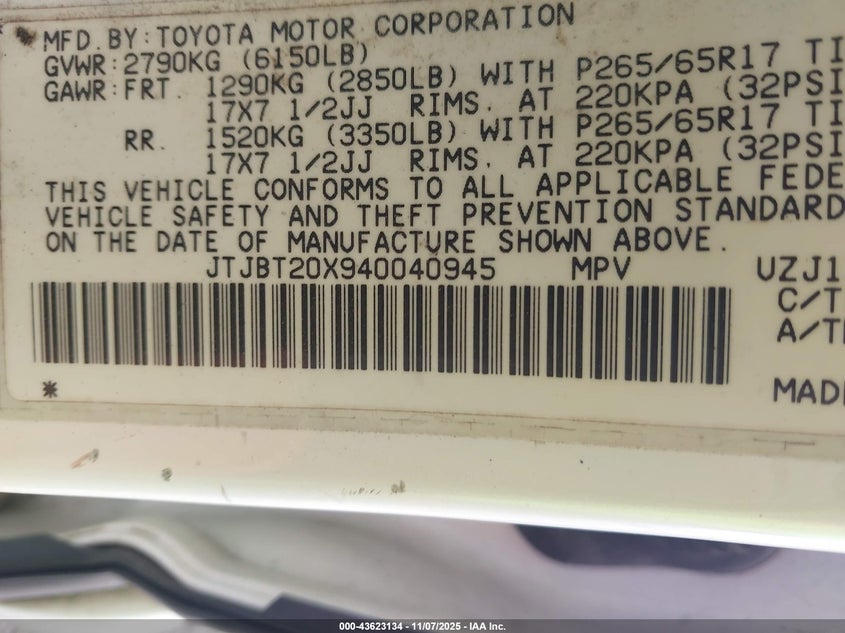 MFD. BY: TOYOTA MOTOR CORPORATION
GVWR: 2790KG (6150LB)
GAWR: FRT. 1290KG (2850LB) WITH P265/65R17 TI
17X7 1/2JJ RIMS. AT 220KPA (32PSI
RR. 1520KG (3350LB) WITH P265/65R17 TI
17X7 1/2JJ RIMS. AT 220KPA (32PSI
THIS VEHICLE CONFORMS TO ALL APPLICABLE FEDE
VEHICLE SAFETY AND THEFT PREVENTION STANDARD
ON THE DATE OF MANUFACTURE SHOWN ABOVE.
JTJBT20X940040945 MPV UZJ1
C/T
A/T
*
MADE
000-43623134 - 11/07/2025 - IAA Inc.